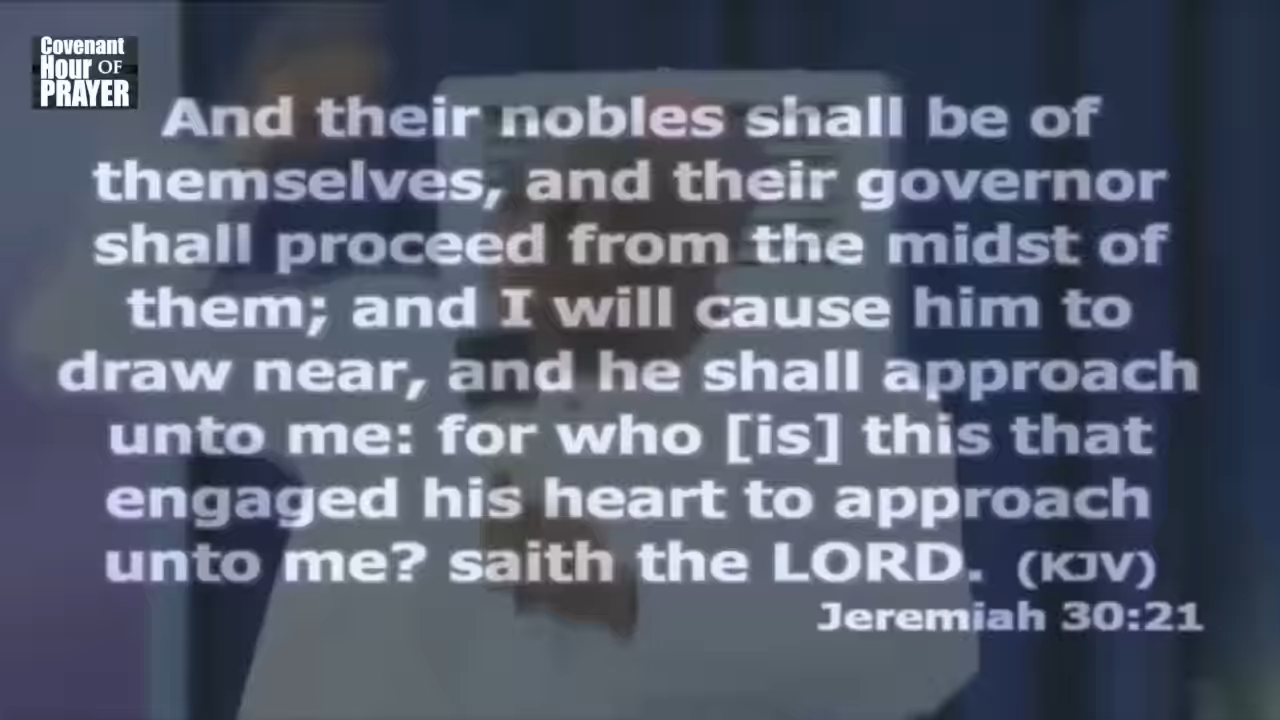 Covenant
Hour OF
PRAYER
And their nobles shall be of
themselves, and their governor
shall proceed from the midst of
them; and I will cause him to
draw near, and he shall approach
unto me: for who [is] this that
engaged his heart to approach
unto me? saith the LORD. (KJV)
Jeremiah 30:21